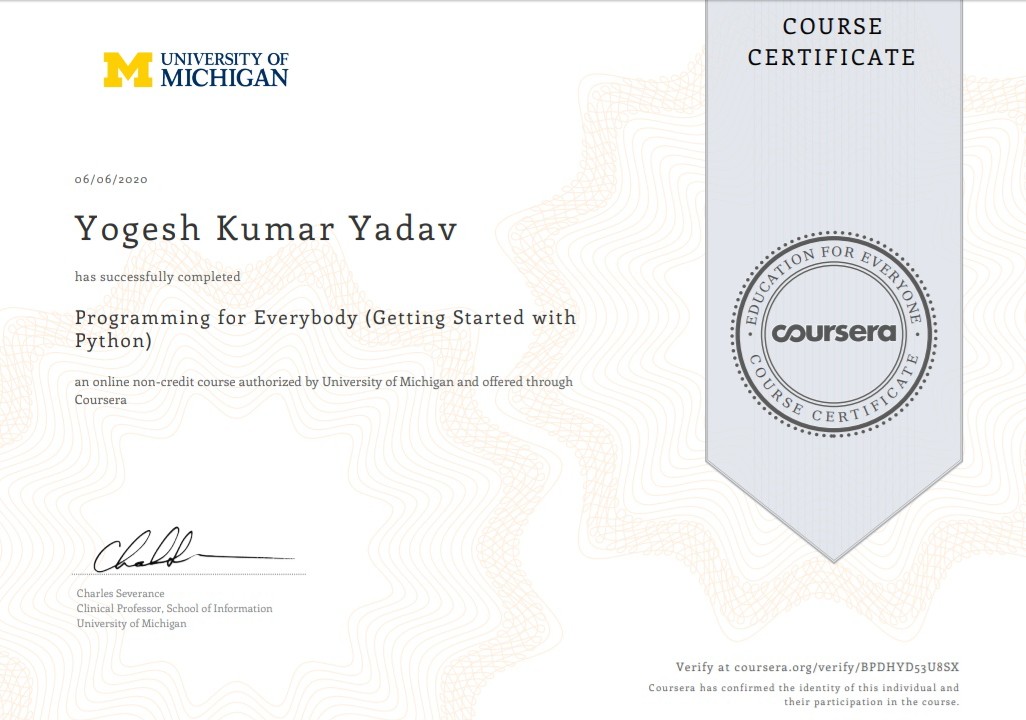 UNIVERSITY OF
MICHIGAN
COURSE
CERTIFICATE
06/06/2020
Yogesh Kumar Yadav
has successfully completed
Programming for Everybody (Getting Started with
Python)
an online non-credit course authorized by University of Michigan and offered through
Coursera
EDUCATION FOR EVERYONE
coursera
COURSE CERTIFICATE
Charles Severance
Clinical Professor, School of Information
University of Michigan
Verify at coursera.org/verify/BPDHYD53U8SX
Coursera has confirmed the identity of this individual and
their participation in the course.